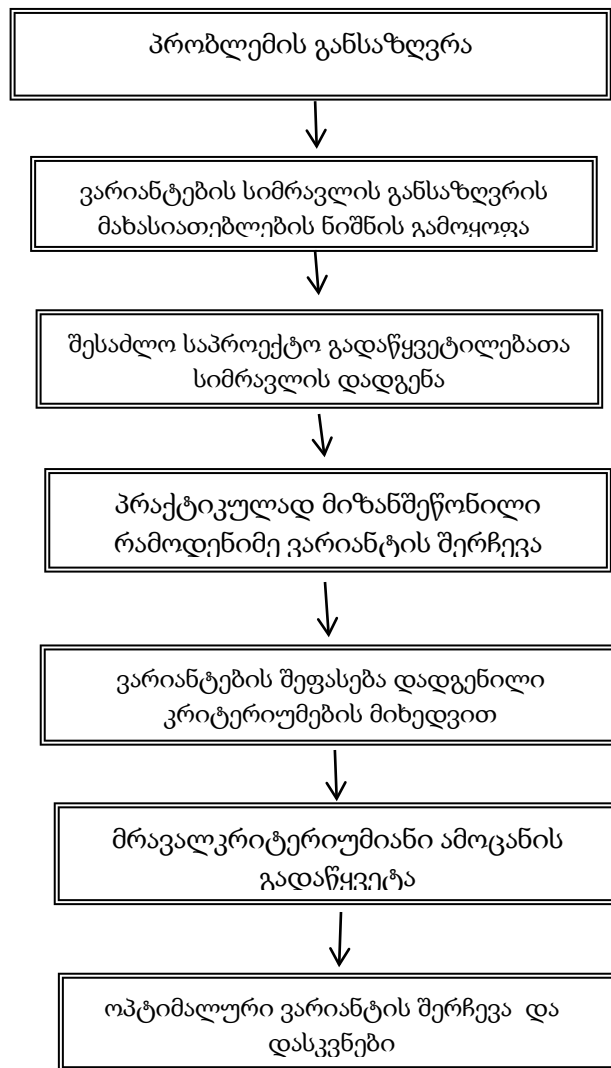 პრობლემის განსაზღვრა
ვარიანტების სიმრავლის განსაზღვრის
მახასიათებლების ნიშნის გამოყოფა
შესაძლო საპროექტო გადაწყვეტილებათა
სიმრავლის დადგენა
პრაქტიკულად მიზანშეწონილი
რამოდენიმე ვარიანტის შერჩევა
ვარიანტების შეფასება დადგენილი
კრიტერიუმების მიხედვით
მრავალკრიტერიუმიანი ამოცანის
გადაწყვეტა
ოპტიმალური ვარიანტის შერჩევა და
დასკვნები